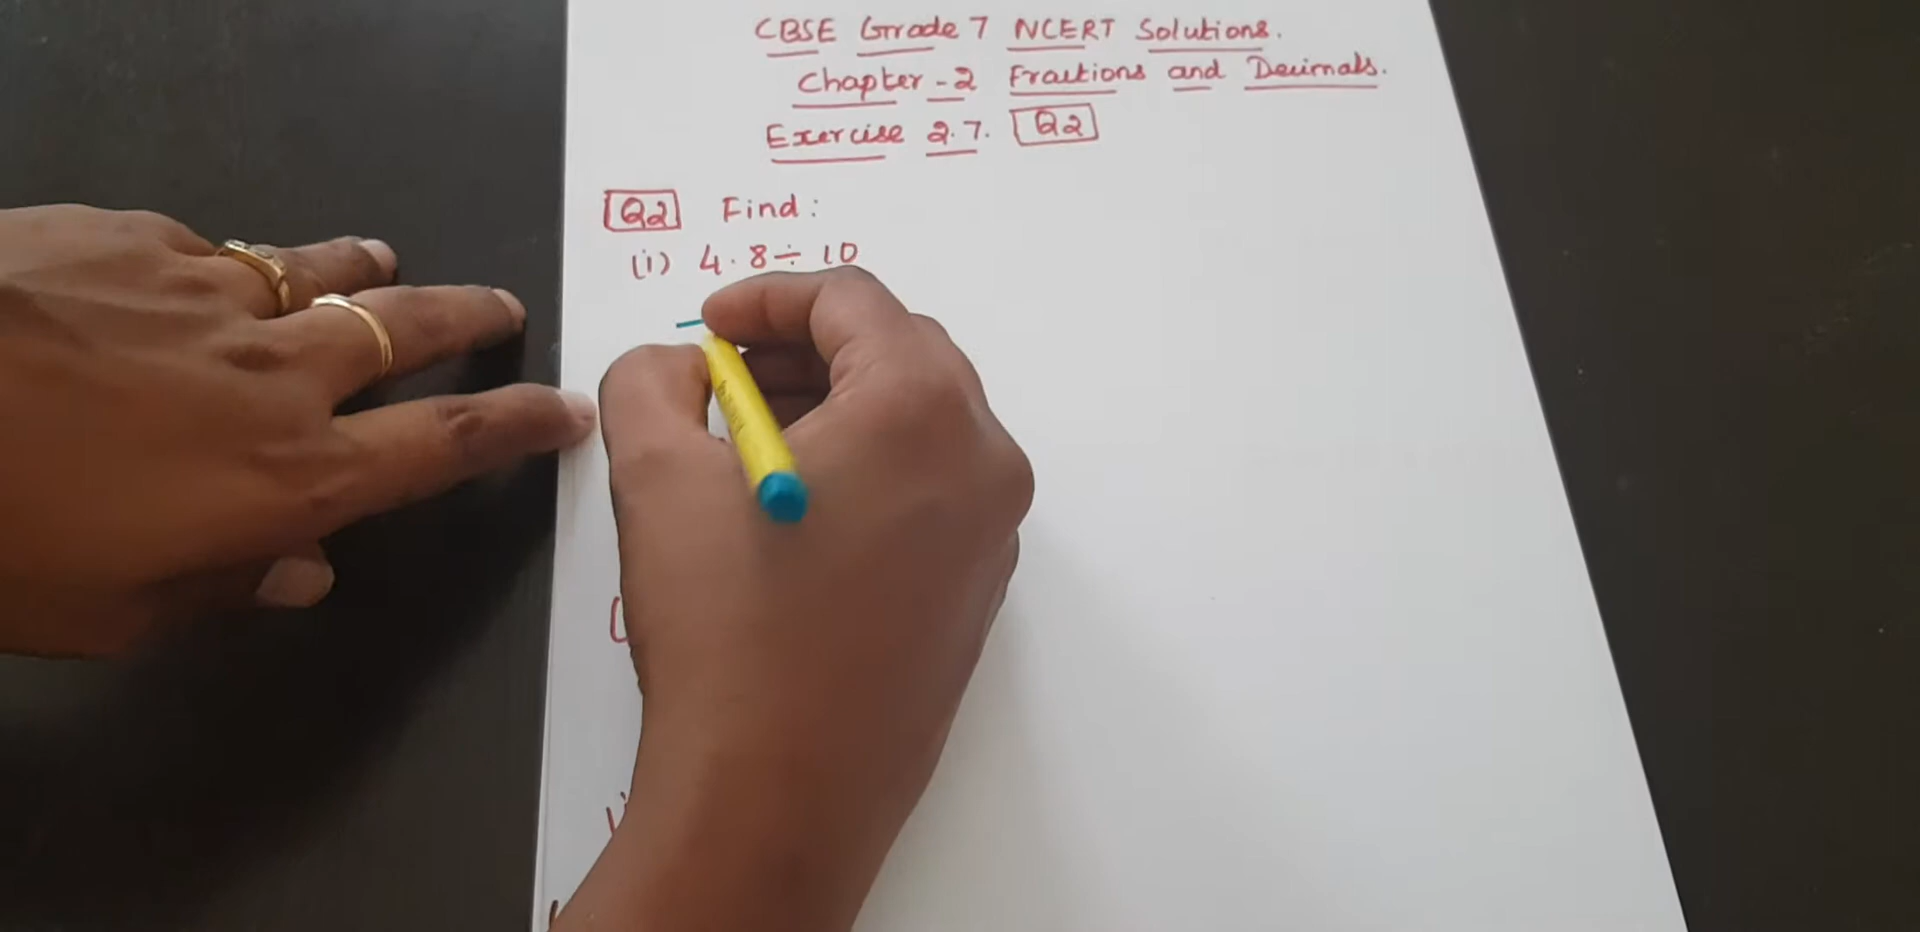 CBSE Grade 7 NCERT Solutions.
Chapter - 2 Fractions and Decimals.
Exercise 2.7. Q2
Q2 Find :
(i) 4.8 ÷ 10